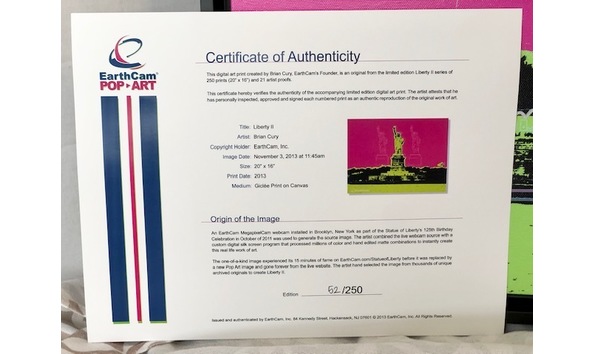 EarthCam®
POP▶ART
Certificate of Authenticity
This digital art print created by Brian Cury, EarthCam's Founder, is an original from the limited edition Liberty II series of
250 prints (20" x 16") and 21 artist proofs.
This certificate hereby verifies the authenticity of the accompanying limited edition digital art print. The artist attests that he
has personally inspected, approved and signed each numbered print as an authentic reproduction of the original work of art.
Title: Liberty II
Artist: Brian Cury
Copyright Holder: EarthCam, Inc.
Image Date: November 3, 2013 at 11:45am
Size: 20" x 16"
Print Date: 2013
Medium: Giclée Print on Canvas
Origin of the Image
An EarthCam MegapixelCam webcam installed in Brooklyn, New York as part of the Statue of Liberty's 125th Birthday
Celebration in October of 2011 was used to generate the source image. The artist combined the live webcam source with a
custom digital silk screen program that processed millions of color and hand edited matte combinations to instantly create
this real life work of art.
The one-of-a-kind image experienced its 15 minutes of fame on EarthCam.com/StatueofLiberty before it was replaced by
a new Pop Art image and gone forever from the live website. The artist hand selected the image from thousands of unique
archived originals to create Liberty II.
Edition 52/250
Issued and authenticated by EarthCam, Inc. 84 Kennedy Street, Hackensack, NJ 07601 © 2013 EarthCam, Inc. All Rights Reserved.